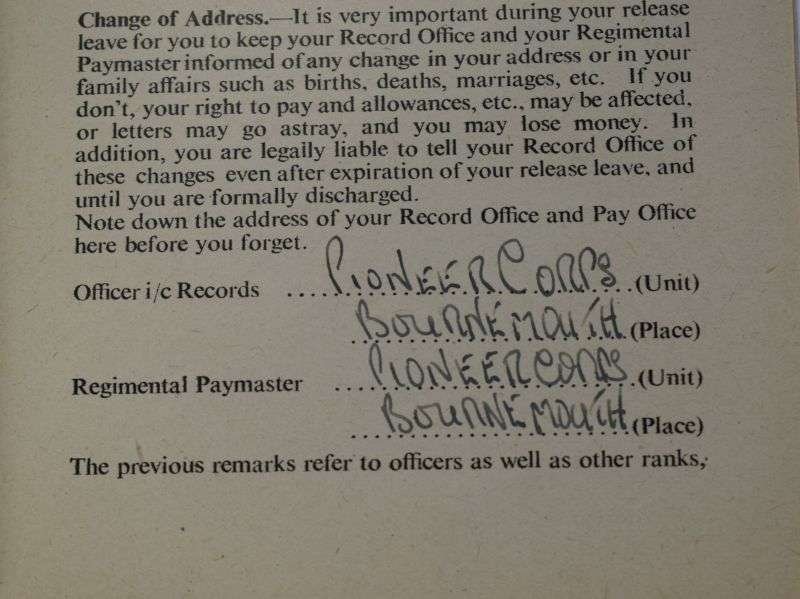 Change of Address.—It is very important during your release
leave for you to keep your Record Office and your Regimental
Paymaster informed of any change in your address or in your
family affairs such as births, deaths, marriages, etc. If you
don't, your right to pay and allowances, etc., may be affected,
or letters may go astray, and you may lose money. In
addition, you are legally liable to tell your Record Office of
these changes even after expiration of your release leave, and
until you are formally discharged.
Note down the address of your Record Office and Pay Office
here before you forget.
Officer i/c Records ....PIONEER CORPS..(Unit)
BOURNEMOUTH.(Place)
Regimental Paymaster ....PIONEER CORPS.(Unit)
....BOURNEMOUTH(Place)
The previous remarks refer to officers as well as other ranks,